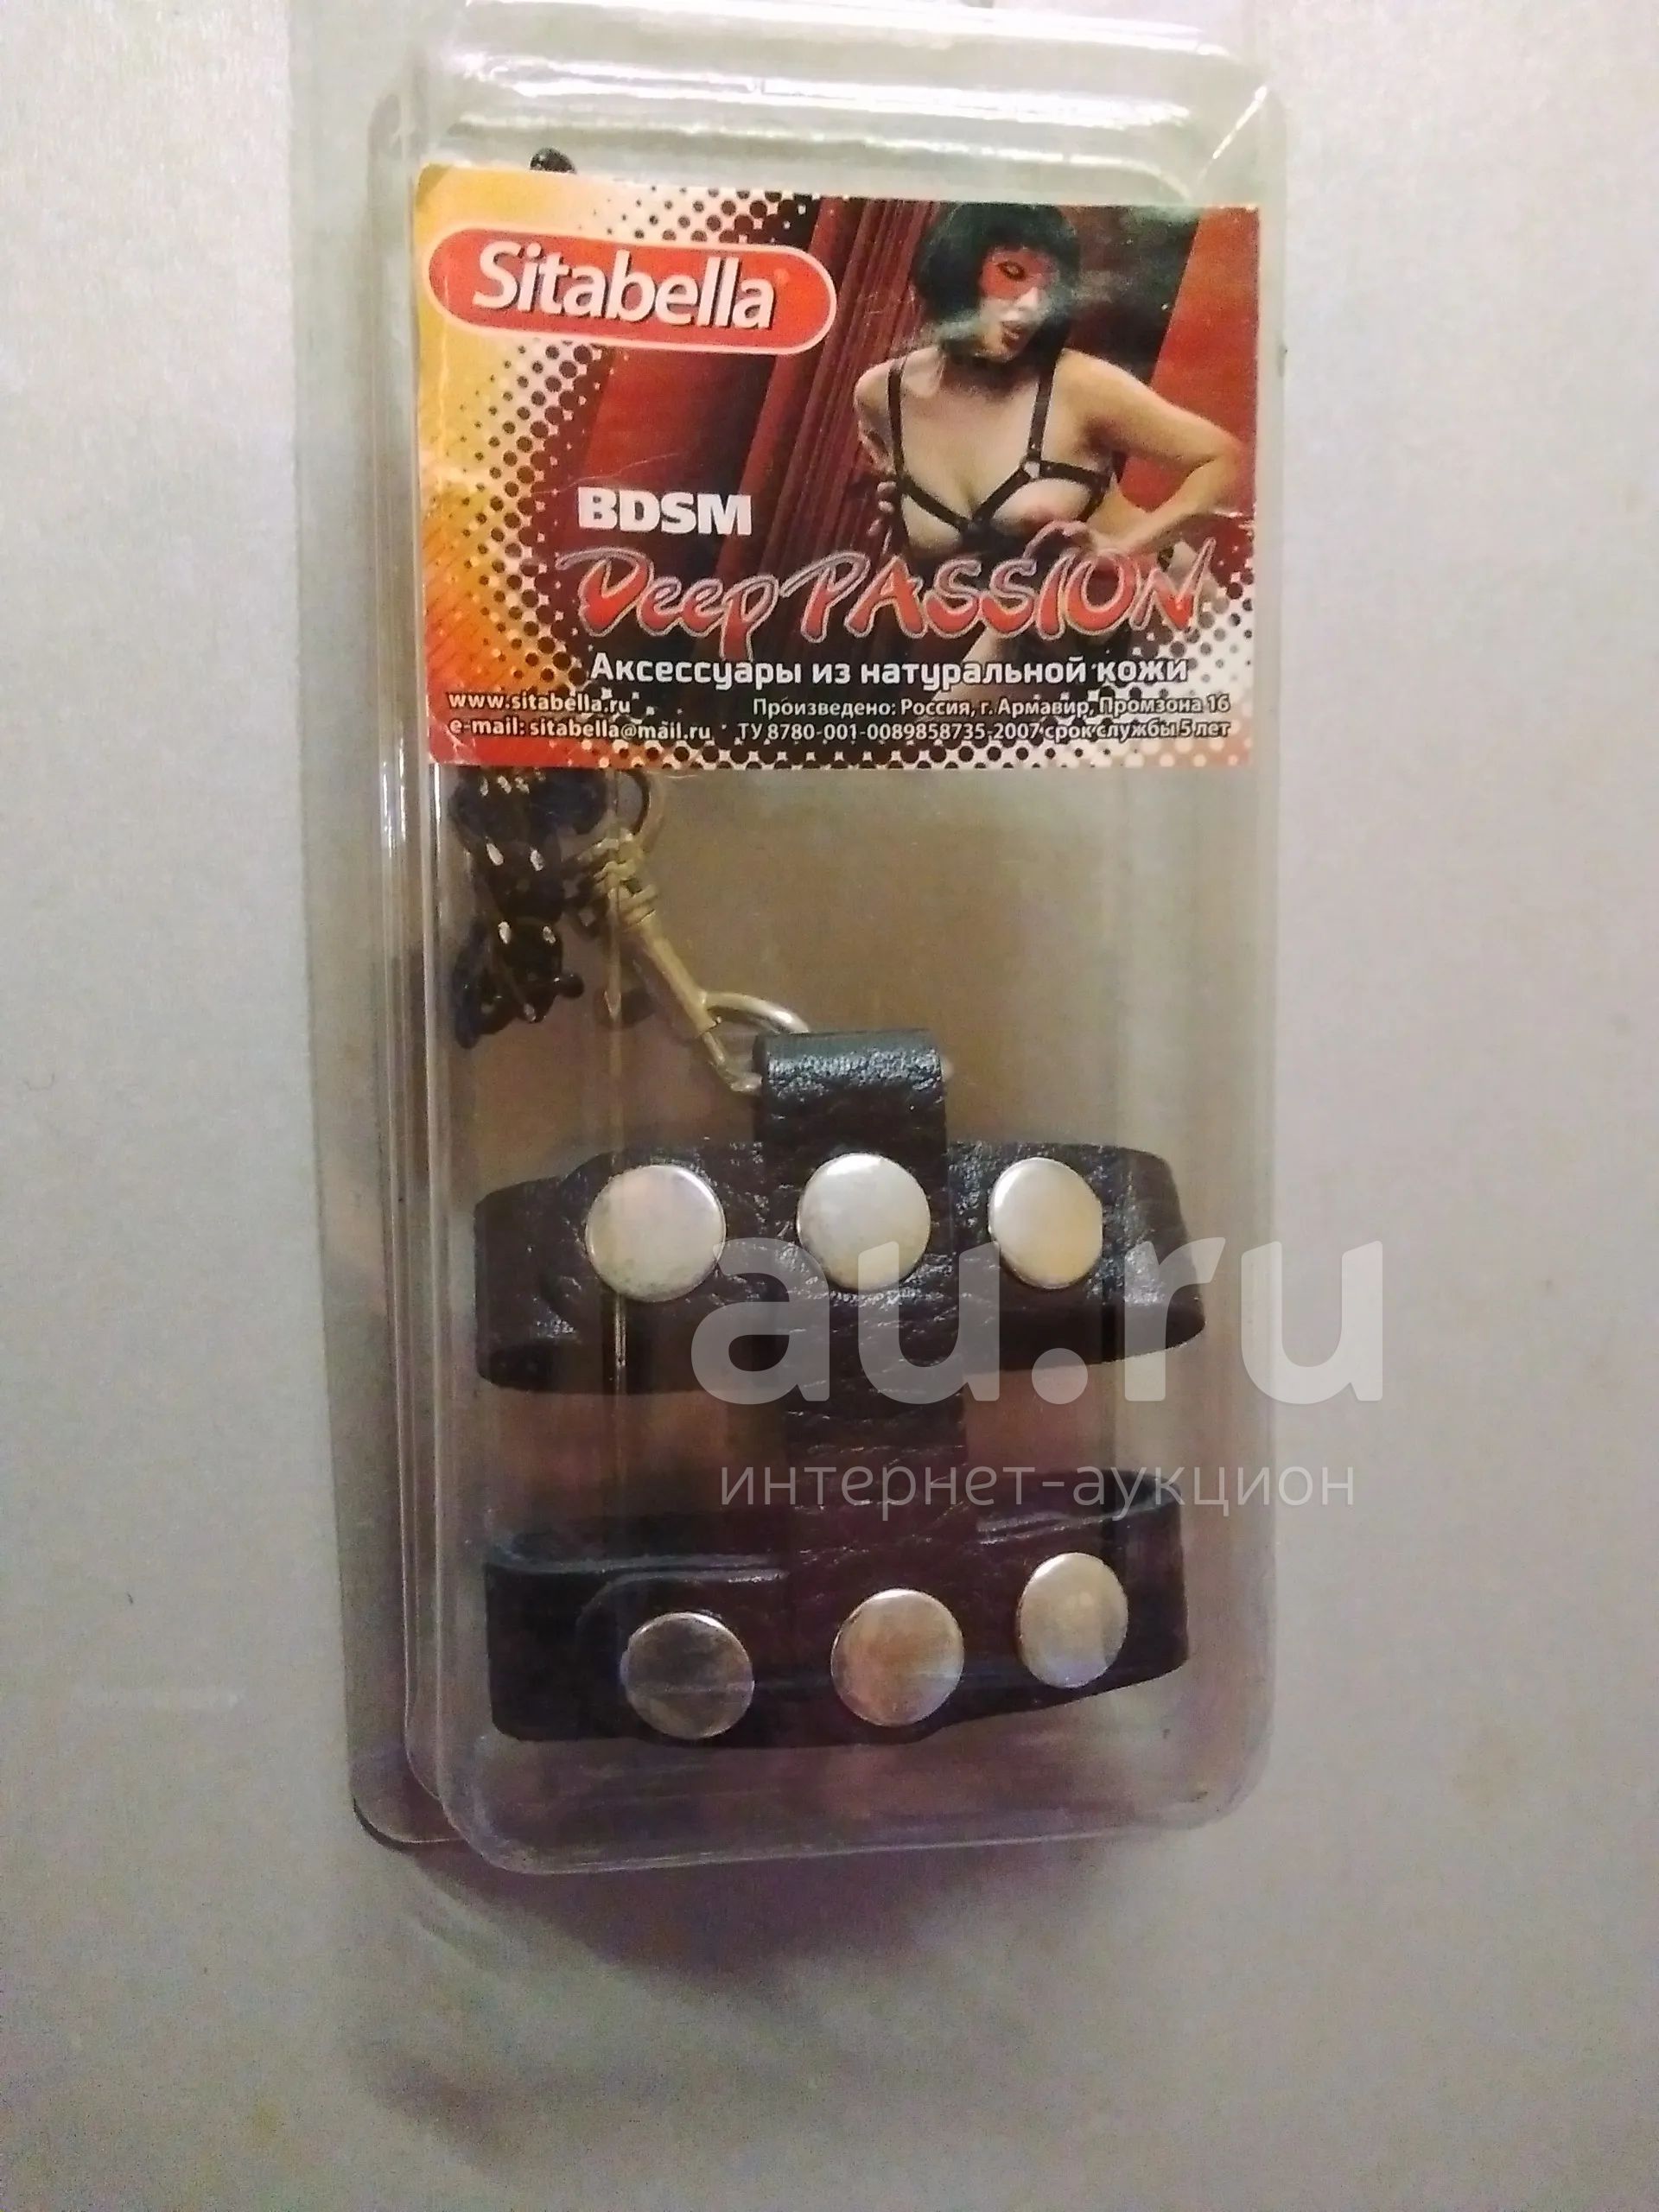 Sitabella
BDSM
Deep PASSION
Аксессуары из натуральной кожи
www.sitabella.ru
Произведено: Россия, г. Армавир, Промзона 16
e-mail: sitabella@mail.ru
ТУ 8780-001-0089858735-2007 срок службы 5 лет
au.ru
интернет-аукцион